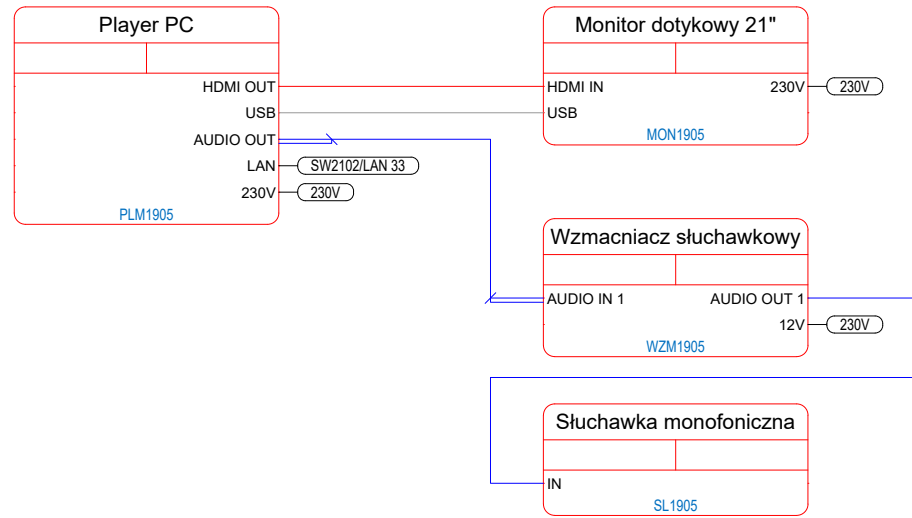 Player PC
HDMI OUT
USB
AUDIO OUT
LAN
SW2102/LAN 33
230V
230V
PLM1905
Monitor dotykowy 21"
HDMI IN
230V
230V
USB
MON1905
Wzmacniacz słuchawkowy
AUDIO IN 1
AUDIO OUT 1
12V
230V
WZM1905
Słuchawka monofoniczna
IN
SL1905